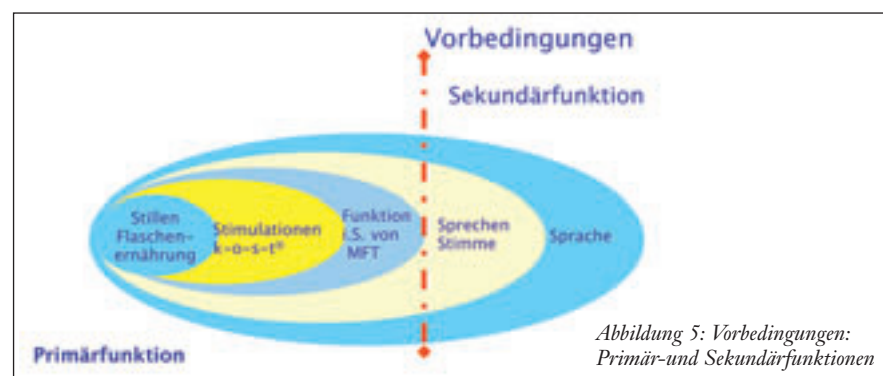 Vorbedingungen
Sekundärfunktion
Stillen
Flaschen-
ernährung
Stimulationen
k-o-s-t®
Funktion
i.S. von
MFT
Sprechen
Stimme
Sprache
Primärfunktion
Abbildung 5: Vorbedingungen:
Primär-und Sekundärfunktionen